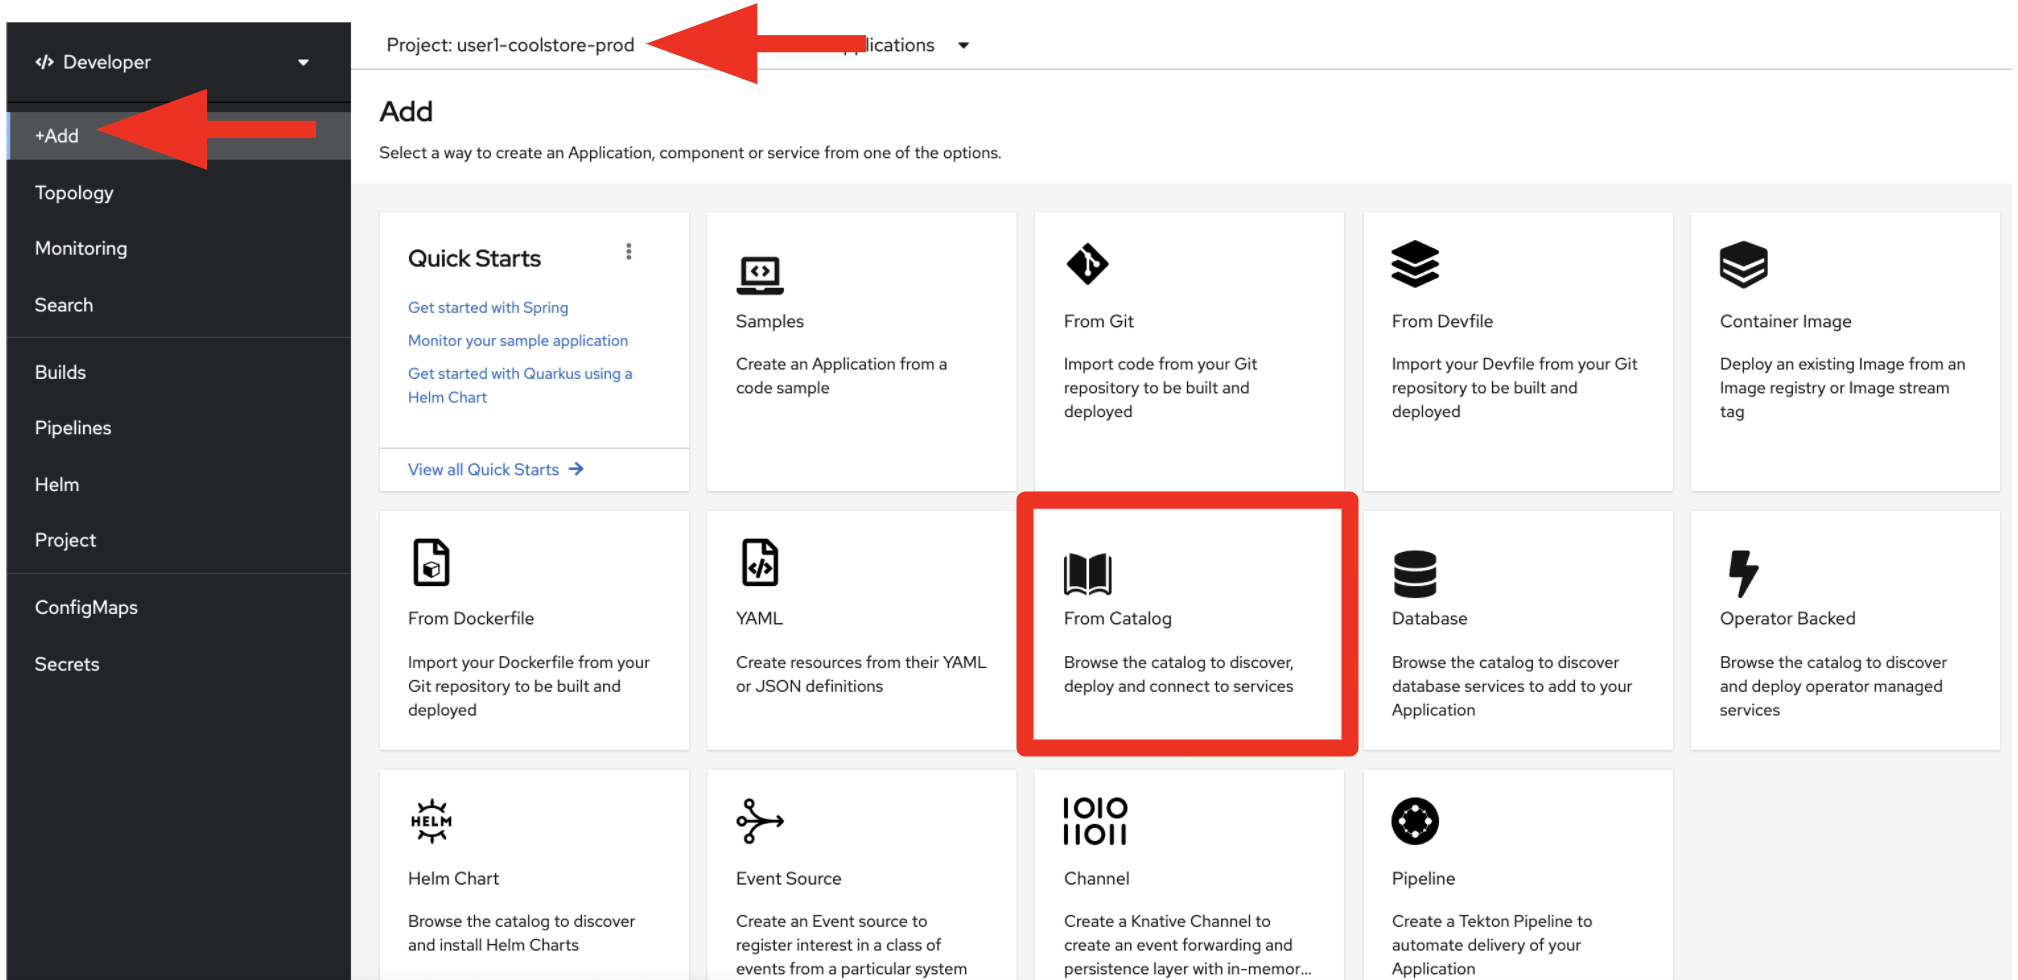 Developer
+Add
Topology
Monitoring
Search
Builds
Pipelines
Helm
Project
ConfigMaps
Secrets
Project: user1-coolstore-prod
Add
Select a way to create an Application, component or service from one of the options.
Quick Starts
Get started with Spring
Monitor your sample application
Get started with Quarkus using a
Helm Chart
View all Quick Starts
Samples
Create an Application from a
code sample
From Git
Import code from your Git
repository to be built and
deployed
From Devfile
Import your Devfile from your Git
repository to be built and
deployed
Container Image
Deploy an existing Image from an
Image registry or Image stream
tag
From Dockerfile
Import your Dockerfile from your
Git repository to be built and
deployed
YAML
Create resources from their YAML
or JSON definitions
From Catalog
Browse the catalog to discover,
deploy and connect to services
Database
Browse the catalog to discover
database services to add to your
Application
Operator Backed
Browse the catalog to discover
and deploy operator managed
services
HELM
Helm Chart
Browse the catalog to discover
and install Helm Charts
Event Source
Create an Event source to
register interest in a class of
events from a particular system
1010
11011
Channel
Create a Knative Channel to
create an event forwarding and
persistence layer with in-memor...
Pipeline
Create a Tekton Pipeline to
automate delivery of your
Application